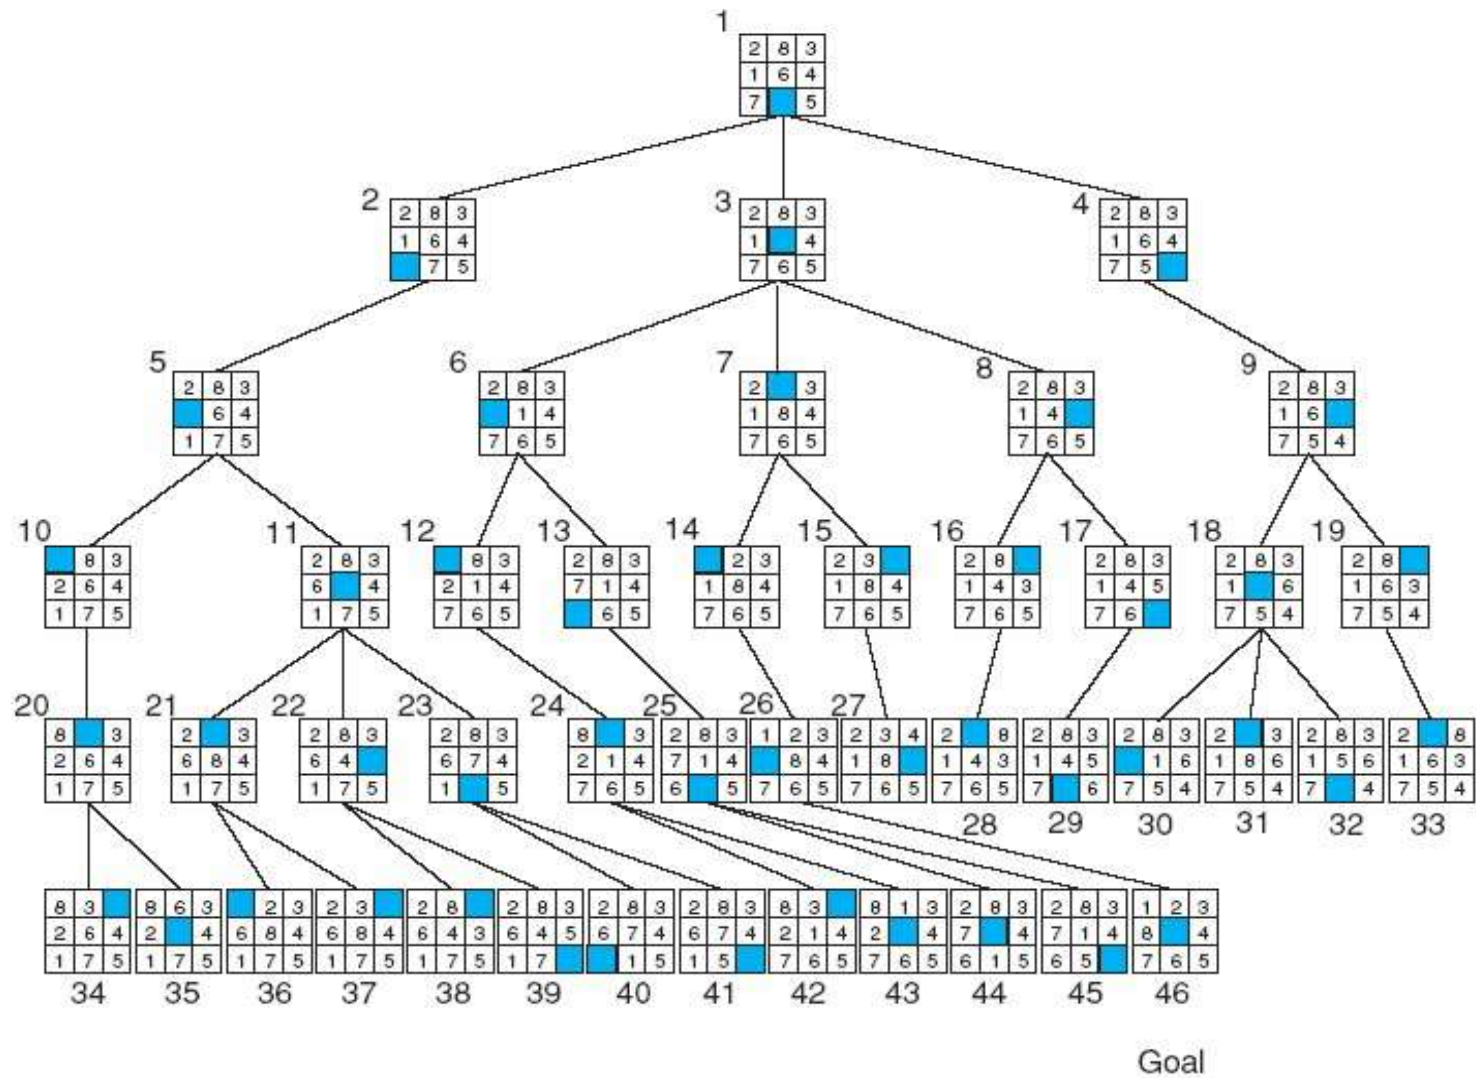 1
2 8 3
1 6 4
7 5
2
2 8 3
1 6 4
7 5
3
2 8 3
1 4
7 6 5
4
2 8 3
1 6 4
7 5
5
2 8 3
6 4
1 7 5
6
2 8 3
1 4
7 6 5
7
2 3
1 8 4
7 6 5
8
2 8 3
1 4
7 6 5
9
2 8 3
1 6
7 5 4
10
8 3
2 6 4
1 7 5
11
2 8 3
6 4
1 7 5
12
8 3
2 1 4
7 6 5
13
2 8 3
7 1 4
6 5
14
2 3
1 8 4
7 6 5
15
2 3
1 8 4
7 6 5
16
2 8
1 4 3
7 6 5
17
2 8 3
1 4 5
7 6
18
2 8 3
1 6
7 5 4
19
2 8
1 6 3
7 5 4
20
8 3
2 6 4
1 7 5
21
2 3
6 8 4
1 7 5
22
2 8 3
6 4
1 7 5
23
2 8 3
6 7 4
1 5
24
8 3
2 1 4
7 6 5
25
2 8 3
7 1 4
6 5
26
1 2 3
8 4
7 6 5
27
2 3 4
1 8
7 6 5
2 8
1 4 3
7 6 5
28
2 8 3
1 4 5
7 6
29
2 8 3
1 6
7 5 4
30
2 3
1 8 6
7 5 4
31
2 8 3
1 5 6
7 4
32
2 8
1 6 3
7 5 4
33
8 3
2 6 4
1 7 5
34
8 6 3
2 4
1 7 5
35
2 3
6 8 4
1 7 5
36
2 3
6 8 4
1 7 5
37
2 8
6 4 3
1 7 5
38
2 8 3
6 4 5
1 7
39
2 8 3
6 7 4
1 5
40
2 8 3
6 7 4
1 5
41
8 3
2 1 4
7 6 5
42
8 1 3
2 4
7 6 5
43
2 8 3
7 4
6 1 5
44
2 8 3
7 1 4
6 5
45
1 2 3
8 4
7 6 5
46
Goal